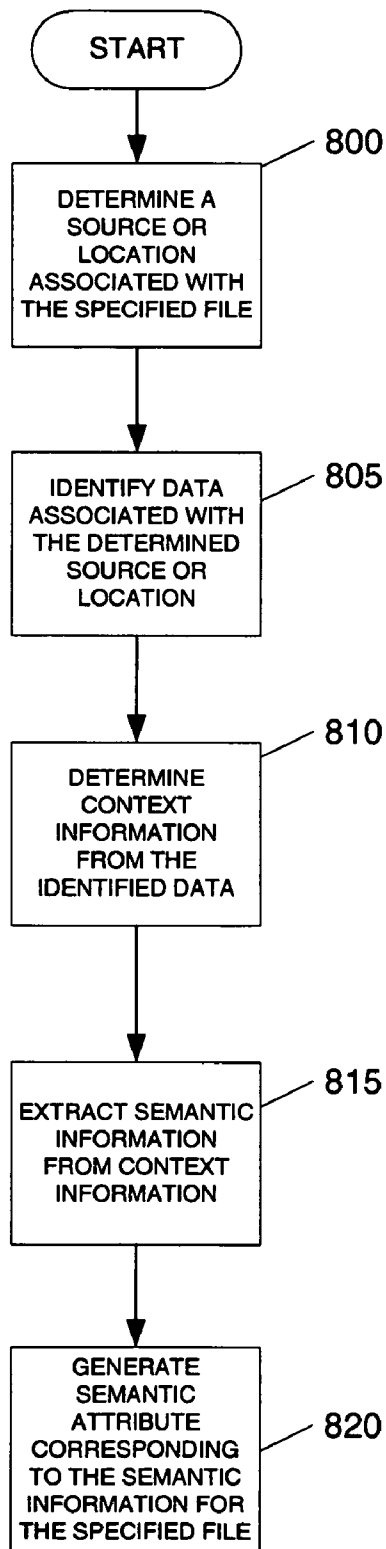 START
800
DETERMINE A
SOURCE OR
LOCATION
ASSOCIATED WITH
THE SPECIFIED FILE
805
IDENTIFY DATA
ASSOCIATED WITH
THE DETERMINED
SOURCE OR
LOCATION
810
DETERMINE
CONTEXT
INFORMATION
FROM THE
IDENTIFIED DATA
815
EXTRACT SEMANTIC
INFORMATION
FROM CONTEXT
INFORMATION
820
GENERATE
SEMANTIC
ATTRIBUTE
CORRESPONDING
TO THE SEMANTIC
INFORMATION FOR
THE SPECIFIED FILE